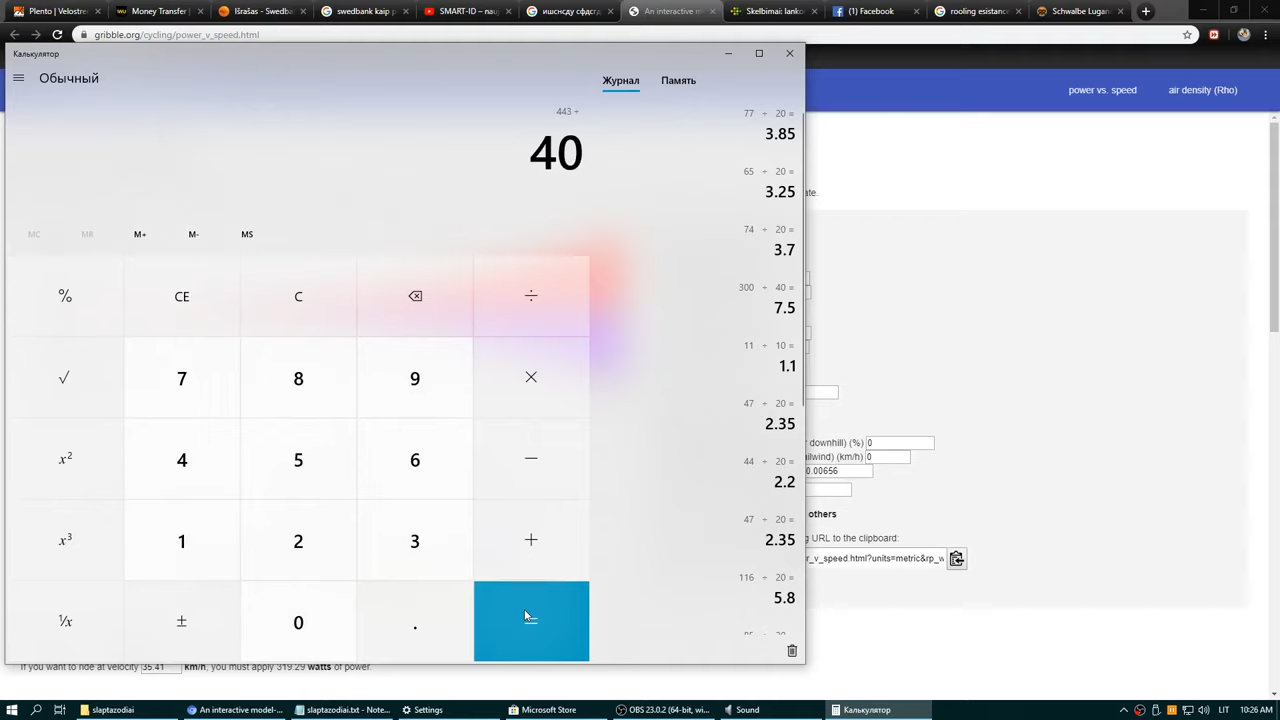 Plento | Velostre
Money Transfer
Išrašas - Swedba
swedbank kaip p
SMART-ID – nauj
ишснсду сфдсгд
An interactive m
Skelbimai: lankor
(1) Facebook
rooling esistance
Schwalbe Lugano
gribble.org/cycling/power_v_speed.html
Калькулятор
Обычный
Журнал
Память
power vs. speed
air density (Rho)
443 ÷
40
77 ÷ 20 =
3.85
65 ÷ 20 =
3.25
ate.
74 ÷ 20 =
3.7
MC
MR
M+
M-
MS
300 ÷ 40 =
7.5
%
CE
C
÷
11 ÷ 10 =
1.1
√
7
8
9
×
47 ÷ 20 =
2.35
r downhill) (%) 0
ailwind) (km/h) 0
0.00656
x²
4
5
6
−
44 ÷ 20 =
2.2
others
47 ÷ 20 =
2.35
g URL to the clipboard:
er_v_speed.html?units=metric&rp_w
x³
1
2
3
+
116 ÷ 20 =
5.8
¹/x
±
0
.
=
If you want to ride at velocity 35.41 km/h, you must apply 319.29 watts of power.
slaptazodiai
An interactive model-...
slaptazodiai.txt - Note...
Settings
Microsoft Store
OBS 23.0.2 (64-bit, wi...
Sound
Калькулятор
LIT
10:26 AM